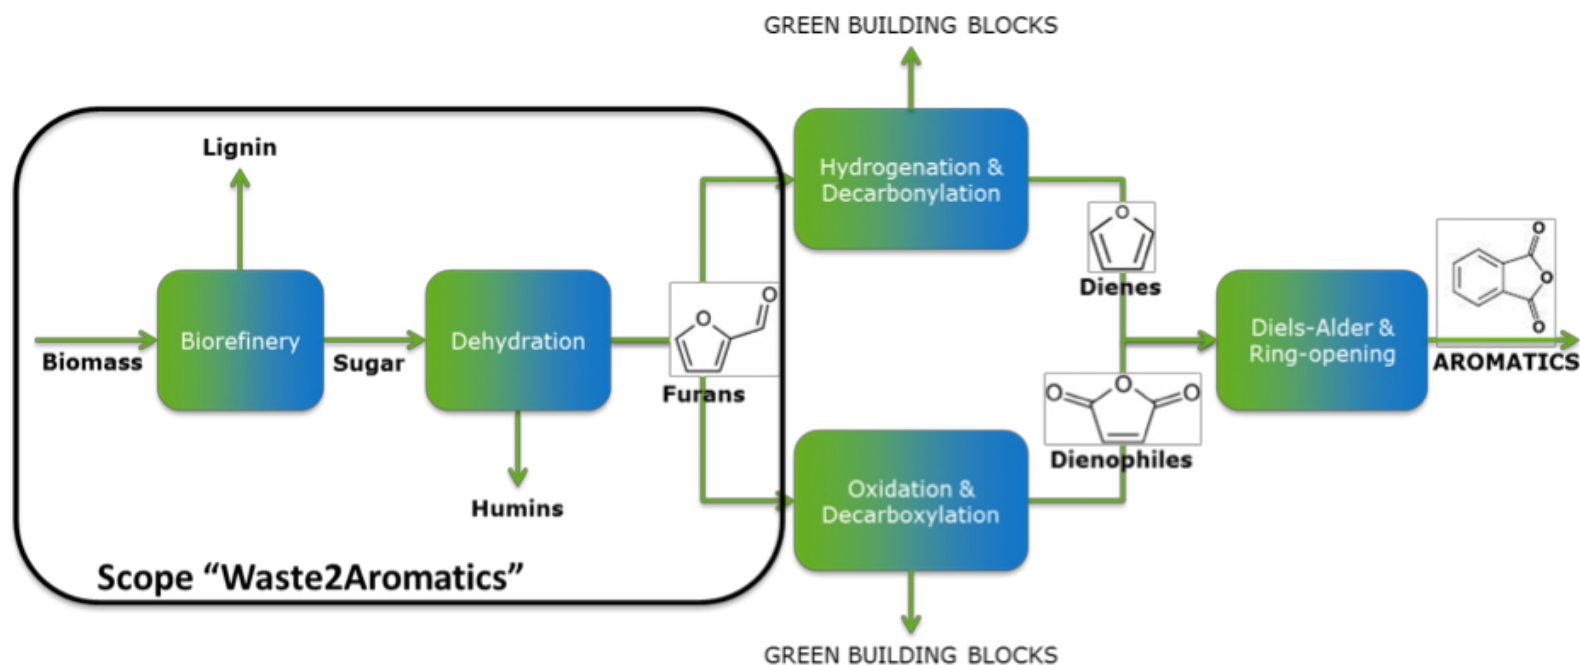 GREEN BUILDING BLOCKS
Lignin
Hydrogenation &
Decarbonylation
Biomass
Biorefinery
Sugar
Dehydration
O
O
Furans
O
Dienes
Diels-Alder &
Ring-opening
O
O
O
AROMATICS
O
O
O
Dienophiles
Humins
Oxidation &
Decarboxylation
Scope “Waste2Aromatics”
GREEN BUILDING BLOCKS